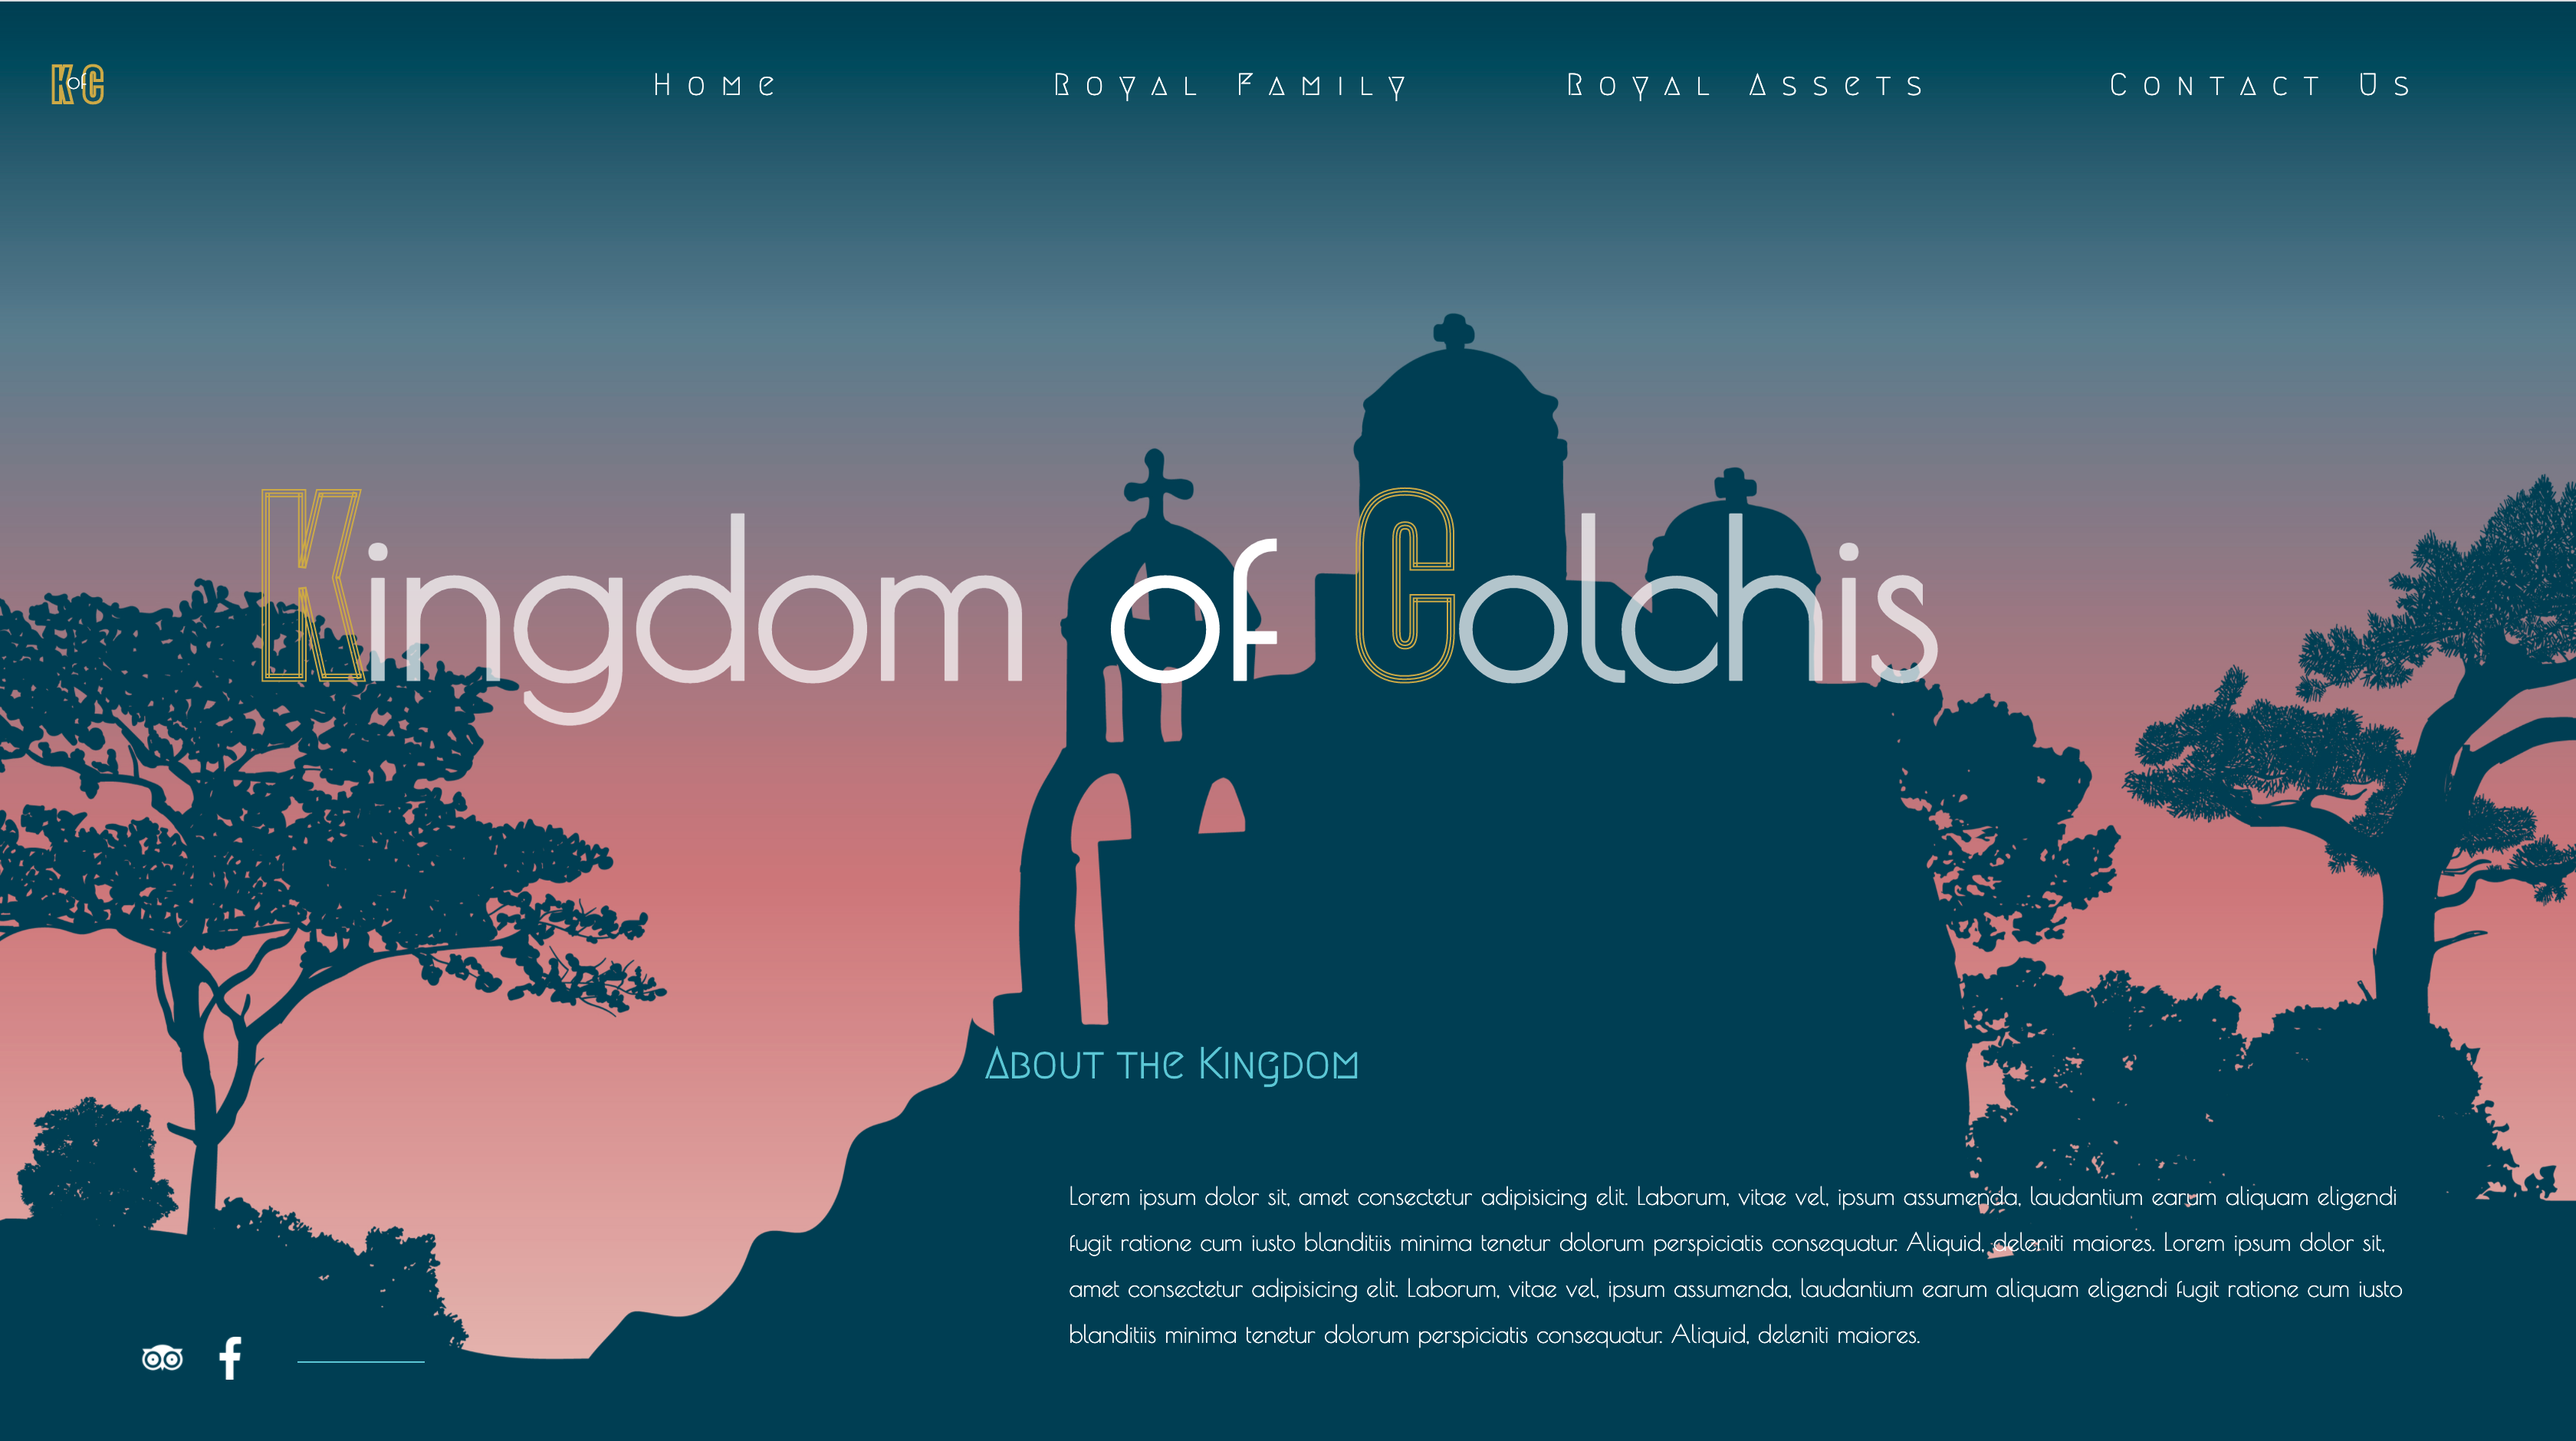 KofC
Home
Royal Family
Royal Assets
Contact Us
Kingdom of Colchis
About the Kingdom
Lorem ipsum dolor sit, amet consectetur adipisicing elit. Laborum, vitae vel, ipsum assumenda, laudantium earum aliquam eligendi
fugit ratione cum iusto blanditiis minima tenetur dolorum perspiciatis consequatur. Aliquid, deleniti maiores. Lorem ipsum dolor sit,
amet consectetur adipisicing elit. Laborum, vitae vel, ipsum assumenda, laudantium earum aliquam eligendi fugit ratione cum iusto
blanditiis minima tenetur dolorum perspiciatis consequatur. Aliquid, deleniti maiores.